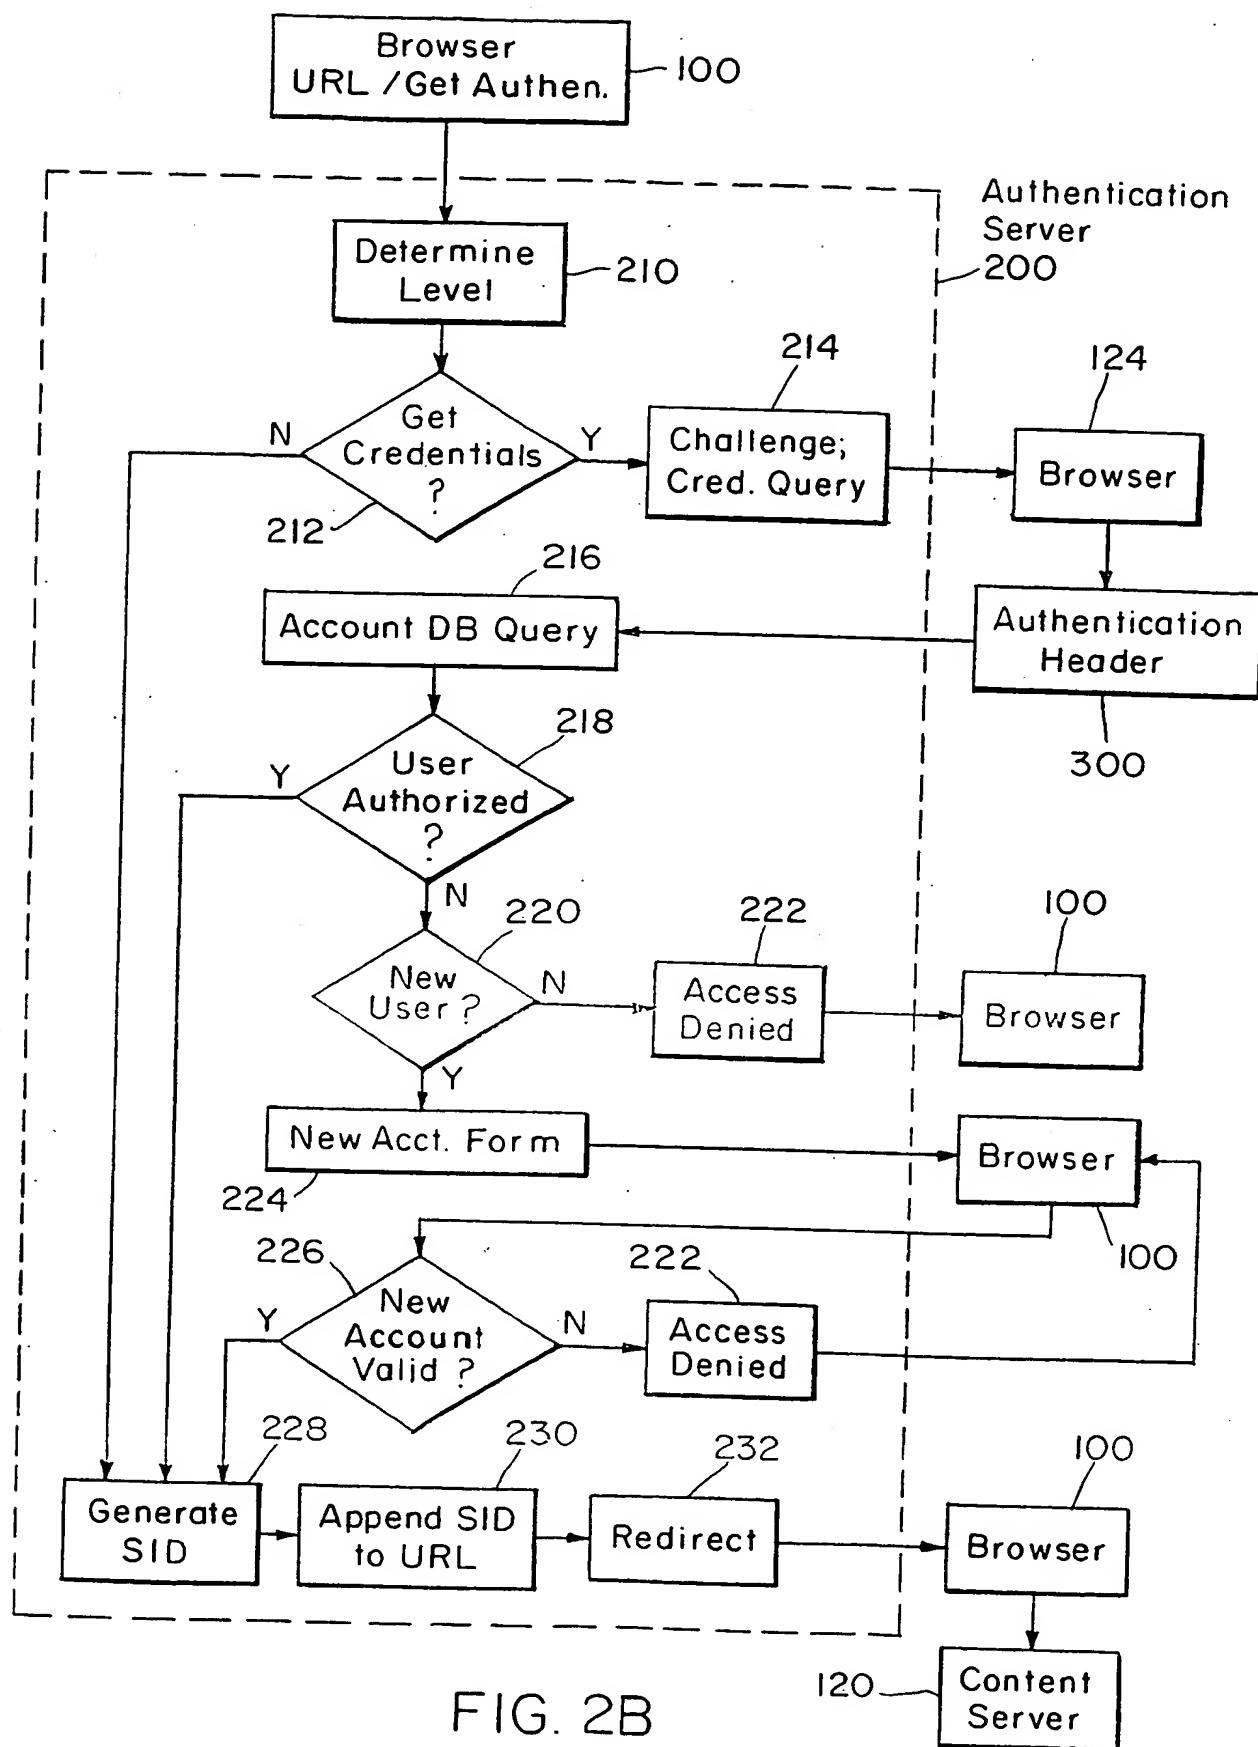 Browser
URL /Get Authen.
100
Authentication
Server
200
Determine
Level
210
214
124
N
Get
Credentials
?
Y
212
Challenge;
Cred. Query
Browser
216
Account DB Query
Authentication
Header
300
218
Y
User
Authorized
?
N
220
222
100
New
User ?
N
Access
Denied
Browser
Y
New Acct. Form
224
Browser
100
226
222
Y
New
Account
Valid ?
N
Access
Denied
228
230
232
100
Generate
SID
Append SID
to URL
Redirect
Browser
120
Content
Server
FIG. 2B